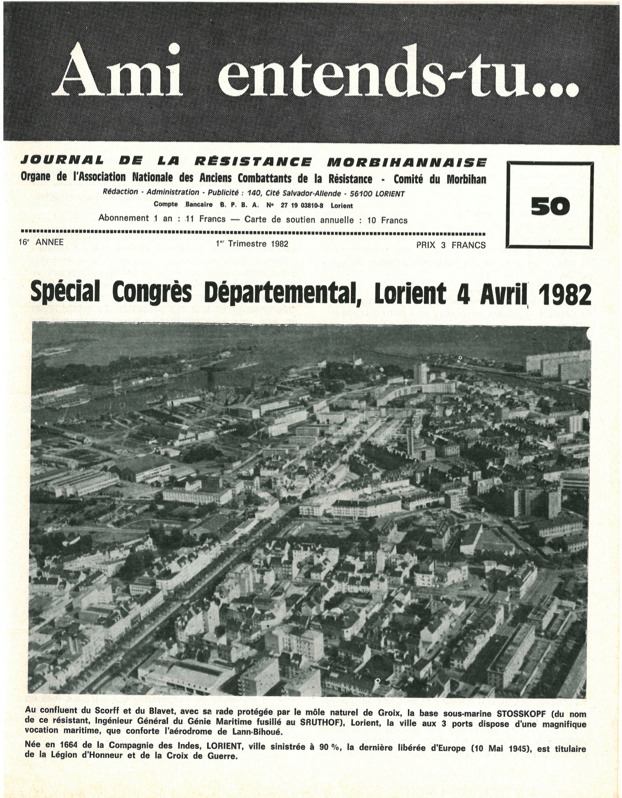 Ami entends-tu...
JOURNAL DE LA RÉSISTANCE MORBIHANNAISE
Organe de l'Association Nationale des Anciens Combattants de la Résistance - Comité du Morbihan
Rédaction - Administration - Publicité : 140, Cité Salvador-Allende - 56100 LORIENT
Compte Bancaire B. P. B. A. N° 27 19 03810-8 Lorient
Abonnement 1 an : 11 Francs — Carte de soutien annuelle : 10 Francs
50
16e ANNEE 1er Trimestre 1982 PRIX 3 FRANCS
Spécial Congrès Départemental, Lorient 4 Avril 1982
Au confluent du Scorff et du Blavet, avec sa rade protégée par le môle naturel de Groix, la base sous-marine STOSSKOPF (du nom
de ce résistant, Ingénieur Général du Génie Maritime fusillé au SRUTHOF), Lorient, la ville aux 3 ports dispose d'une magnifique
vocation maritime, que conforte l'aérodrome de Lann-Bihoué.
Née en 1664 de la Compagnie des Indes, LORIENT, ville sinistrée à 90 %, la dernière libérée d'Europe (10 Mai 1945), est titulaire
de la Légion d'Honneur et de la Croix de Guerre.